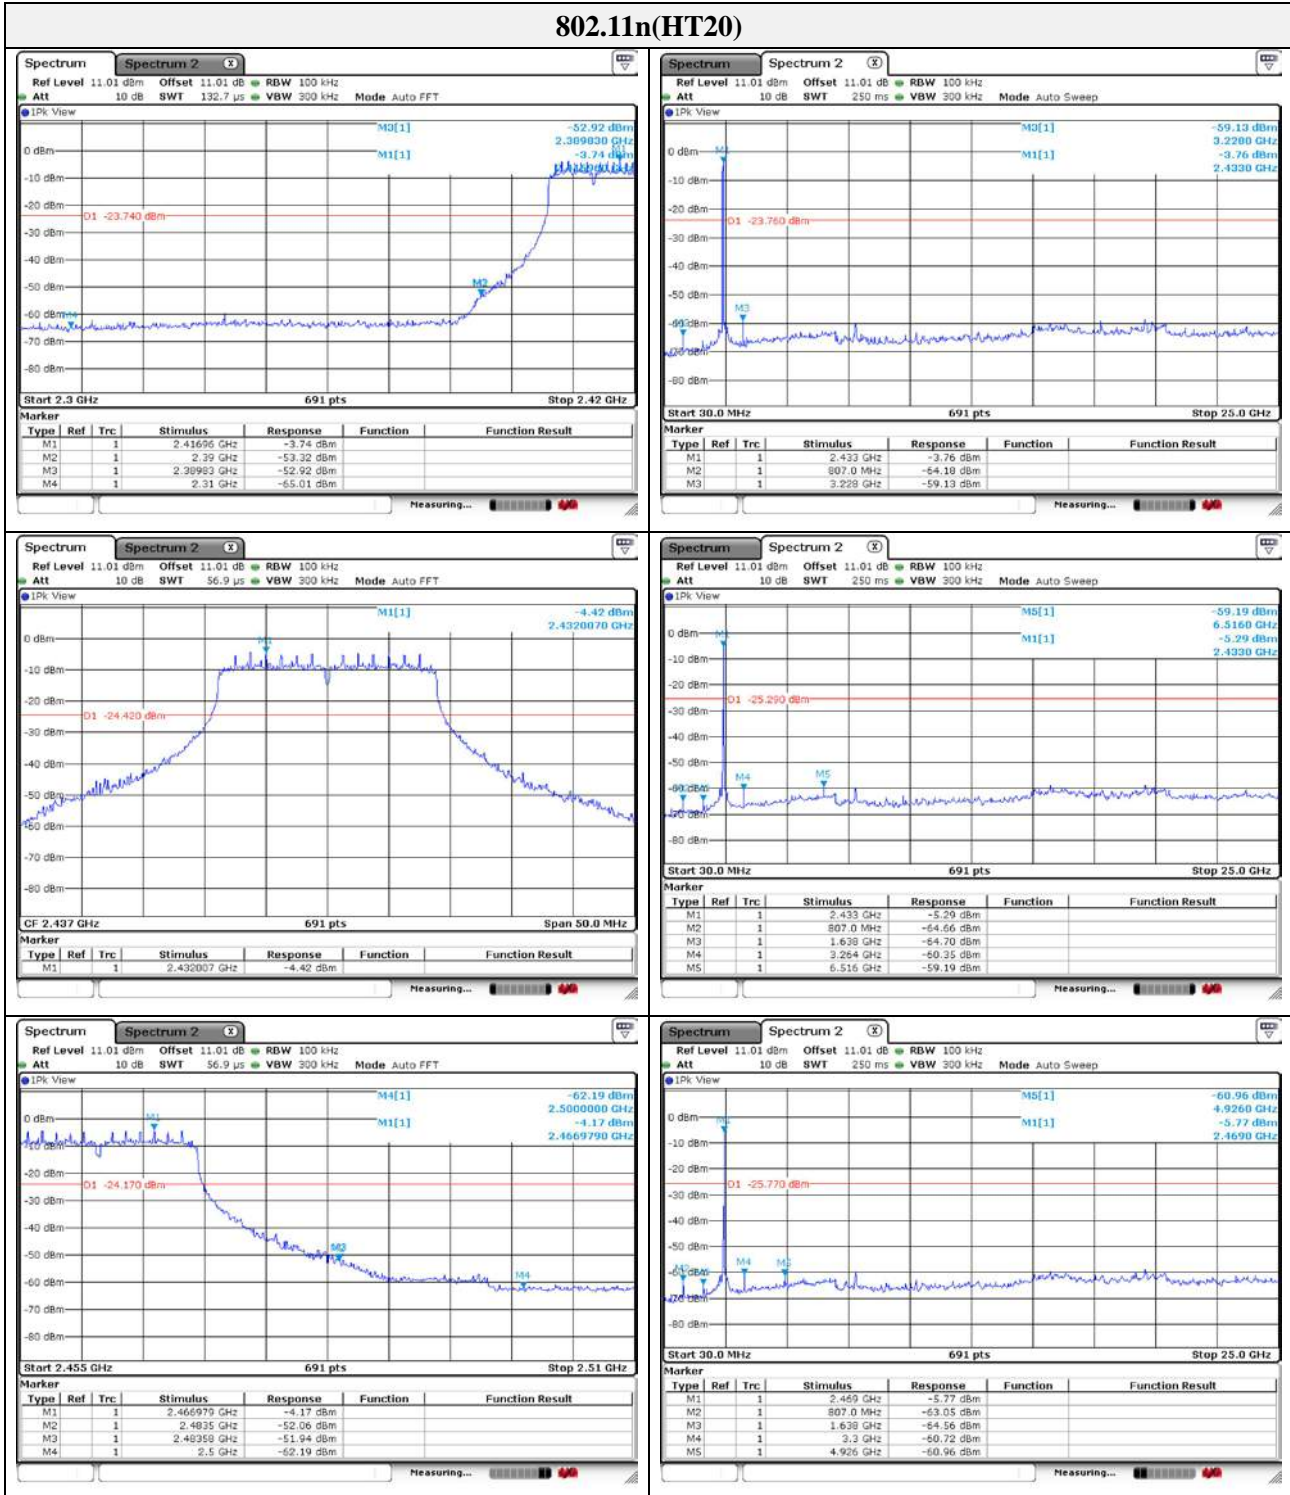 802.11n(HT20)
Spectrum Spectrum 2 X
Ref Level 11.01 dBm Offset 11.01 dB RBW 100 kHz
Att 10 dB SWT 132.7 µs VBW 300 kHz Mode Auto FFT
1Pk View
M3[1] -52.92 dBm
2.389830 GHz
M1[1] -3.74 dBm
M1
0 dBm
-10 dBm
-20 dBm
D1 -23.740 dBm
-30 dBm
-40 dBm
-50 dBm
M2
-60 dBm
M4
-70 dBm
-80 dBm
Start 2.3 GHz 691 pts Stop 2.42 GHz
Marker
Type Ref Trc Stimulus Response Function Function Result
M1 1 2.41696 GHz -3.74 dBm
M2 1 2.39 GHz -53.32 dBm
M3 1 2.38983 GHz -52.92 dBm
M4 1 2.31 GHz -65.01 dBm
Measuring...
Spectrum Spectrum 2 X
Ref Level 11.01 dBm Offset 11.01 dB RBW 100 kHz
Att 10 dB SWT 250 ms VBW 300 kHz Mode Auto Sweep
1Pk View
M3[1] -59.13 dBm
3.2280 GHz
M1[1] -3.76 dBm
2.4330 GHz
0 dBm
M1
-10 dBm
-20 dBm
D1 -23.760 dBm
-30 dBm
-40 dBm
-50 dBm
M3
-80 dBm
Start 30.0 MHz 691 pts Stop 25.0 GHz
Marker
Type Ref Trc Stimulus Response Function Function Result
M1 1 2.433 GHz -3.76 dBm
M2 1 807.0 MHz -64.18 dBm
M3 1 3.228 GHz -59.13 dBm
Measuring...
Spectrum Spectrum 2 X
Ref Level 11.01 dBm Offset 11.01 dB RBW 100 kHz
Att 10 dB SWT 56.9 µs VBW 300 kHz Mode Auto FFT
1Pk View
M1[1] -4.42 dBm
2.4320070 GHz
0 dBm
M1
-10 dBm
-20 dBm
D1 -24.420 dBm
-30 dBm
-40 dBm
-50 dBm
-60 dBm
-70 dBm
-80 dBm
CF 2.437 GHz 691 pts Span 50.0 MHz
Marker
Type Ref Trc Stimulus Response Function Function Result
M1 1 2.432007 GHz -4.42 dBm
Measuring...
Spectrum Spectrum 2 X
Ref Level 11.01 dBm Offset 11.01 dB RBW 100 kHz
Att 10 dB SWT 250 ms VBW 300 kHz Mode Auto Sweep
1Pk View
M5[1] -59.19 dBm
6.5160 GHz
M1[1] -5.29 dBm
2.4330 GHz
0 dBm
M1
-10 dBm
-20 dBm
D1 -25.290 dBm
-30 dBm
-40 dBm
-50 dBm
M4 M5
-80 dBm
Start 30.0 MHz 691 pts Stop 25.0 GHz
Marker
Type Ref Trc Stimulus Response Function Function Result
M1 1 2.433 GHz -5.29 dBm
M2 1 807.0 MHz -64.66 dBm
M3 1 1.638 GHz -64.70 dBm
M4 1 3.264 GHz -60.35 dBm
M5 1 6.516 GHz -59.19 dBm
Measuring...
Spectrum Spectrum 2 X
Ref Level 11.01 dBm Offset 11.01 dB RBW 100 kHz
Att 10 dB SWT 56.9 µs VBW 300 kHz Mode Auto FFT
1Pk View
M4[1] -62.19 dBm
2.5000000 GHz
M1[1] -4.17 dBm
2.4669790 GHz
0 dBm
M1
-10 dBm
-20 dBm
D1 -24.170 dBm
-30 dBm
-40 dBm
-50 dBm
M3
-60 dBm
M4
-70 dBm
-80 dBm
Start 2.455 GHz 691 pts Stop 2.51 GHz
Marker
Type Ref Trc Stimulus Response Function Function Result
M1 1 2.466979 GHz -4.17 dBm
M2 1 2.4835 GHz -52.06 dBm
M3 1 2.48358 GHz -51.94 dBm
M4 1 2.5 GHz -62.19 dBm
Measuring...
Spectrum Spectrum 2 X
Ref Level 11.01 dBm Offset 11.01 dB RBW 100 kHz
Att 10 dB SWT 250 ms VBW 300 kHz Mode Auto Sweep
1Pk View
M5[1] -60.96 dBm
4.9260 GHz
M1[1] -5.77 dBm
2.4690 GHz
0 dBm
M1
-10 dBm
-20 dBm
D1 -25.770 dBm
-30 dBm
-40 dBm
-50 dBm
M4 M5
-80 dBm
Start 30.0 MHz 691 pts Stop 25.0 GHz
Marker
Type Ref Trc Stimulus Response Function Function Result
M1 1 2.469 GHz -5.77 dBm
M2 1 807.0 MHz -63.05 dBm
M3 1 1.638 GHz -64.56 dBm
M4 1 3.3 GHz -60.72 dBm
M5 1 4.926 GHz -60.96 dBm
Measuring...